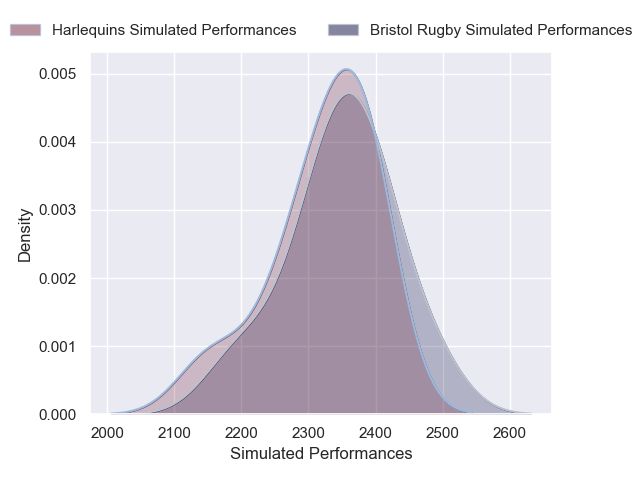 Harlequins Simulated Performances Bristol Rugby Simulated Performances
0.005
0.004
0.003
0.002
0.001
0.000
Density
2000 2100 2200 2300 2400 2500 2600
Simulated Performances